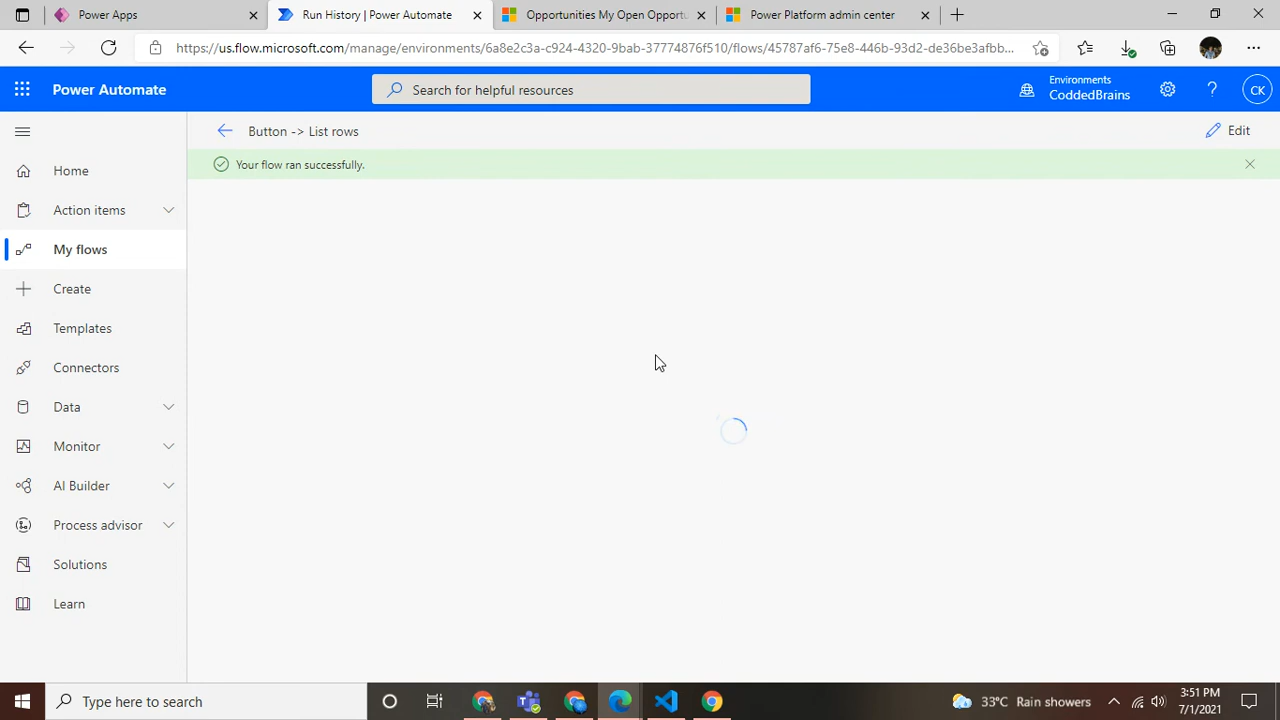 Power Apps
Run History | Power Automate
Opportunities My Open Opportu
Power Platform admin center
https://us.flow.microsoft.com/manage/environments/6a8e2c3a-c924-4320-9bab-37774876f510/flows/45787af6-75e8-446b-93d2-de36be3afbb...
Power Automate
Search for helpful resources
Environments
CoddedBrains
CK
Button -> List rows
Edit
Your flow ran successfully.
Home
Action items
My flows
Create
Templates
Connectors
Data
Monitor
AI Builder
Process advisor
Solutions
Learn
Type here to search
33°C Rain showers
3:51 PM
7/1/2021